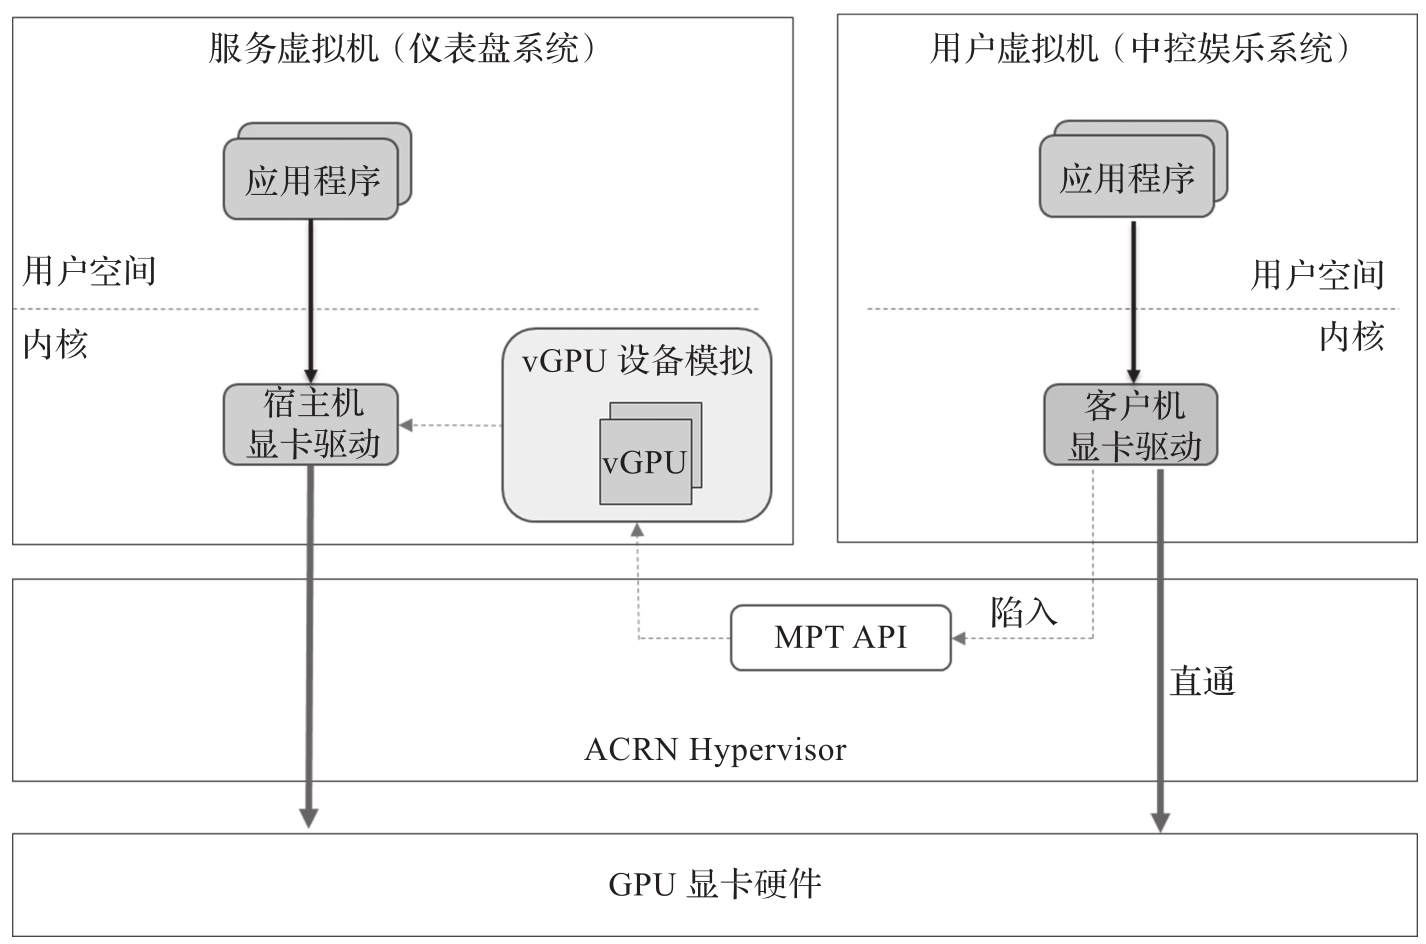 服务虚拟机（仪表盘系统）
用户虚拟机（中控娱乐系统）
应用程序
应用程序
用户空间
用户空间
内核
内核
vGPU 设备模拟
vGPU
宿主机
显卡驱动
客户机
显卡驱动
陷入
MPT API
直通
ACRN Hypervisor
GPU 显卡硬件